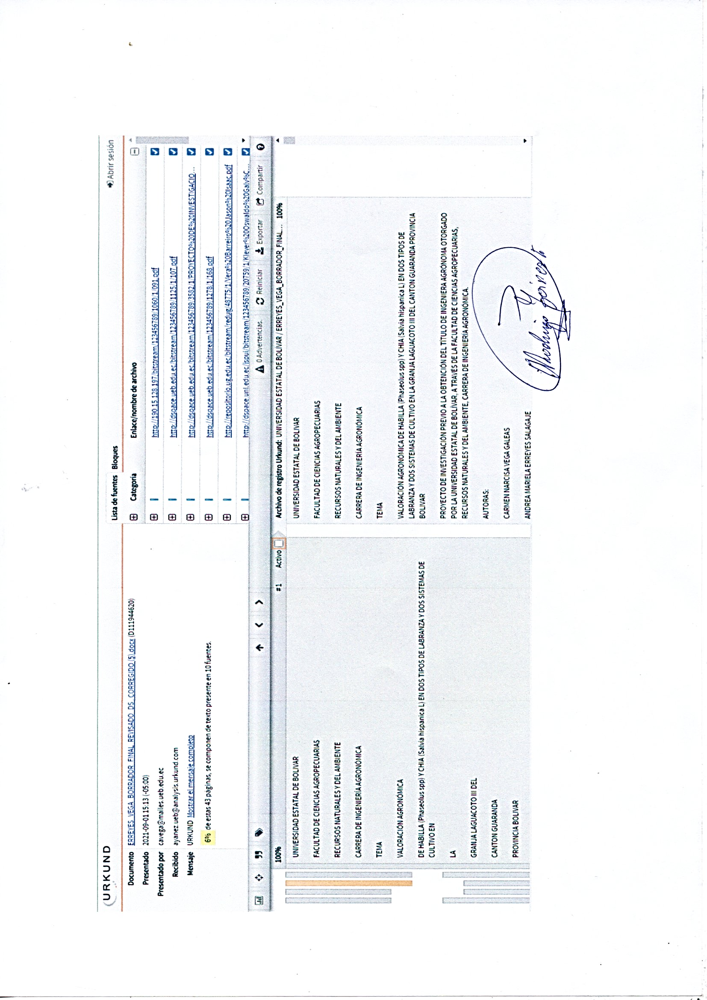 URKUND
Abrir sesión
Documento ERREYES_VEGA_BORRADOR_FINAL_REVISADO_DS_CORREGIDO (5).docx (D111944620)
Presentado 2021-09-01 15:13 (-05:00)
Presentado por cavega@mailes.ueb.edu.ec
Recibido ayanez.ueb@analysis.urkund.com
Mensaje URKUND Mostrar el mensaje completo
6% de estas 43 páginas, se componen de texto presente en 10 fuentes.
Lista de fuentes Bloques
Categoría Enlace/nombre de archivo
http://190.15.128.197/bitstream/123456789/1060/1/091.pdf
http://dspace.ueb.edu.ec/bitstream/123456789/1125/1/107.pdf
http://dspace.ueb.edu.ec/bitstream/123456789/3582/1/PROYECTO%20DE%20INVESTIGACIO...
http://dspace.ueb.edu.ec/bitstream/123456789/1278/1/168.pdf
http://repositorio.ug.edu.ec/bitstream/redug/48775/1/Vera%20Barreiro%20Jason%20Isaac.pdf
http://dspace.unl.edu.ec/jspui/bitstream/123456789/20759/1/Klever%20Oswaldo%20Galv%C...
0 Advertencias. Reiniciar Exportar Compartir
100% #1 Activo
UNIVERSIDAD ESTATAL DE BOLIVAR
FACULTAD DE CIENCIAS AGROPECUARIAS
RECURSOS NATURALES Y DEL AMBIENTE
CARRERA DE INGENIERÍA AGRONÓMICA
TEMA
VALORACIÓN AGRONÓMICA
DE HABILLA (Phaseolus spp) Y CHIA (Salvia hispanica L) EN DOS TIPOS DE LABRANZA Y DOS SISTEMAS DE
CULTIVO EN
LA
GRANJA LAGUACOTO III DEL
CANTON GUARANDA
PROVINCIA BOLIVAR
Archivo de registro Urkund: UNIVERSIDAD ESTATAL DE BOLIVAR / ERREYES_VEGA_BORRADOR_FINAL... 100%
UNIVERSIDAD ESTATAL DE BOLIVAR
FACULTAD DE CIENCIAS AGROPECUARIAS
RECURSOS NATURALES Y DEL AMBIENTE
CARRERA DE INGENIERÍA AGRONÓMICA
TEMA
VALORACIÓN AGRONÓMICA DE HABILLA (Phaseolus spp) Y CHIA (Salvia hispanica L) EN DOS TIPOS DE
LABRANZA Y DOS SISTEMAS DE CULTIVO EN LA GRANJA LAGUACOTO III DEL CANTON GUARANDA PROVINCIA
BOLIVAR
PROYECTO DE INVESTIGACIÓN PREVIO A LA OBTENCIÓN DEL TÍTULO DE INGENIERA AGRÓNOMA OTORGADO
POR LA UNIVERSIDAD ESTATAL DE BOLÍVAR, A TRAVÉS DE LA FACULTAD DE CIENCIAS AGROPECUARIAS,
RECURSOS NATURALES Y DEL AMBIENTE, CARRERA DE INGENIERÍA AGRONÓMICA.
AUTORAS:
CARMEN NARCISA VEGA GALEAS
ANDREA MARIELA ERREYES SALAGAJE